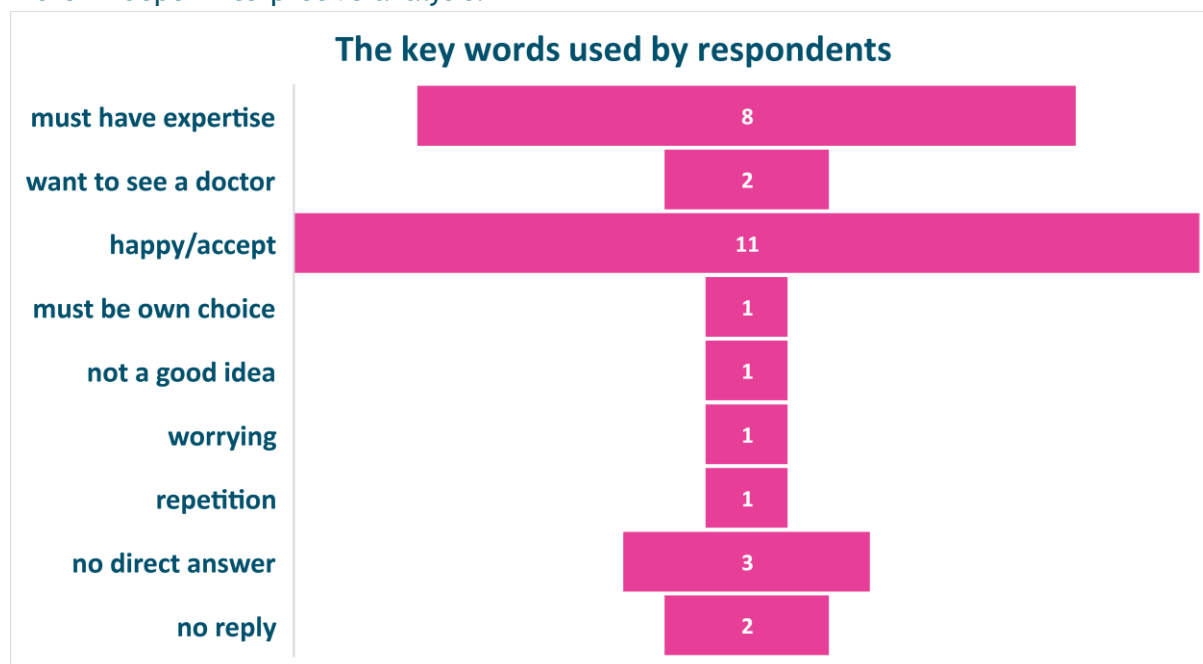 The key words used by respondents
must have expertise
8
want to see a doctor
2
happy/accept
11
must be own choice
1
not a good idea
1
worrying
1
repetition
1
no direct answer
3
no reply
2